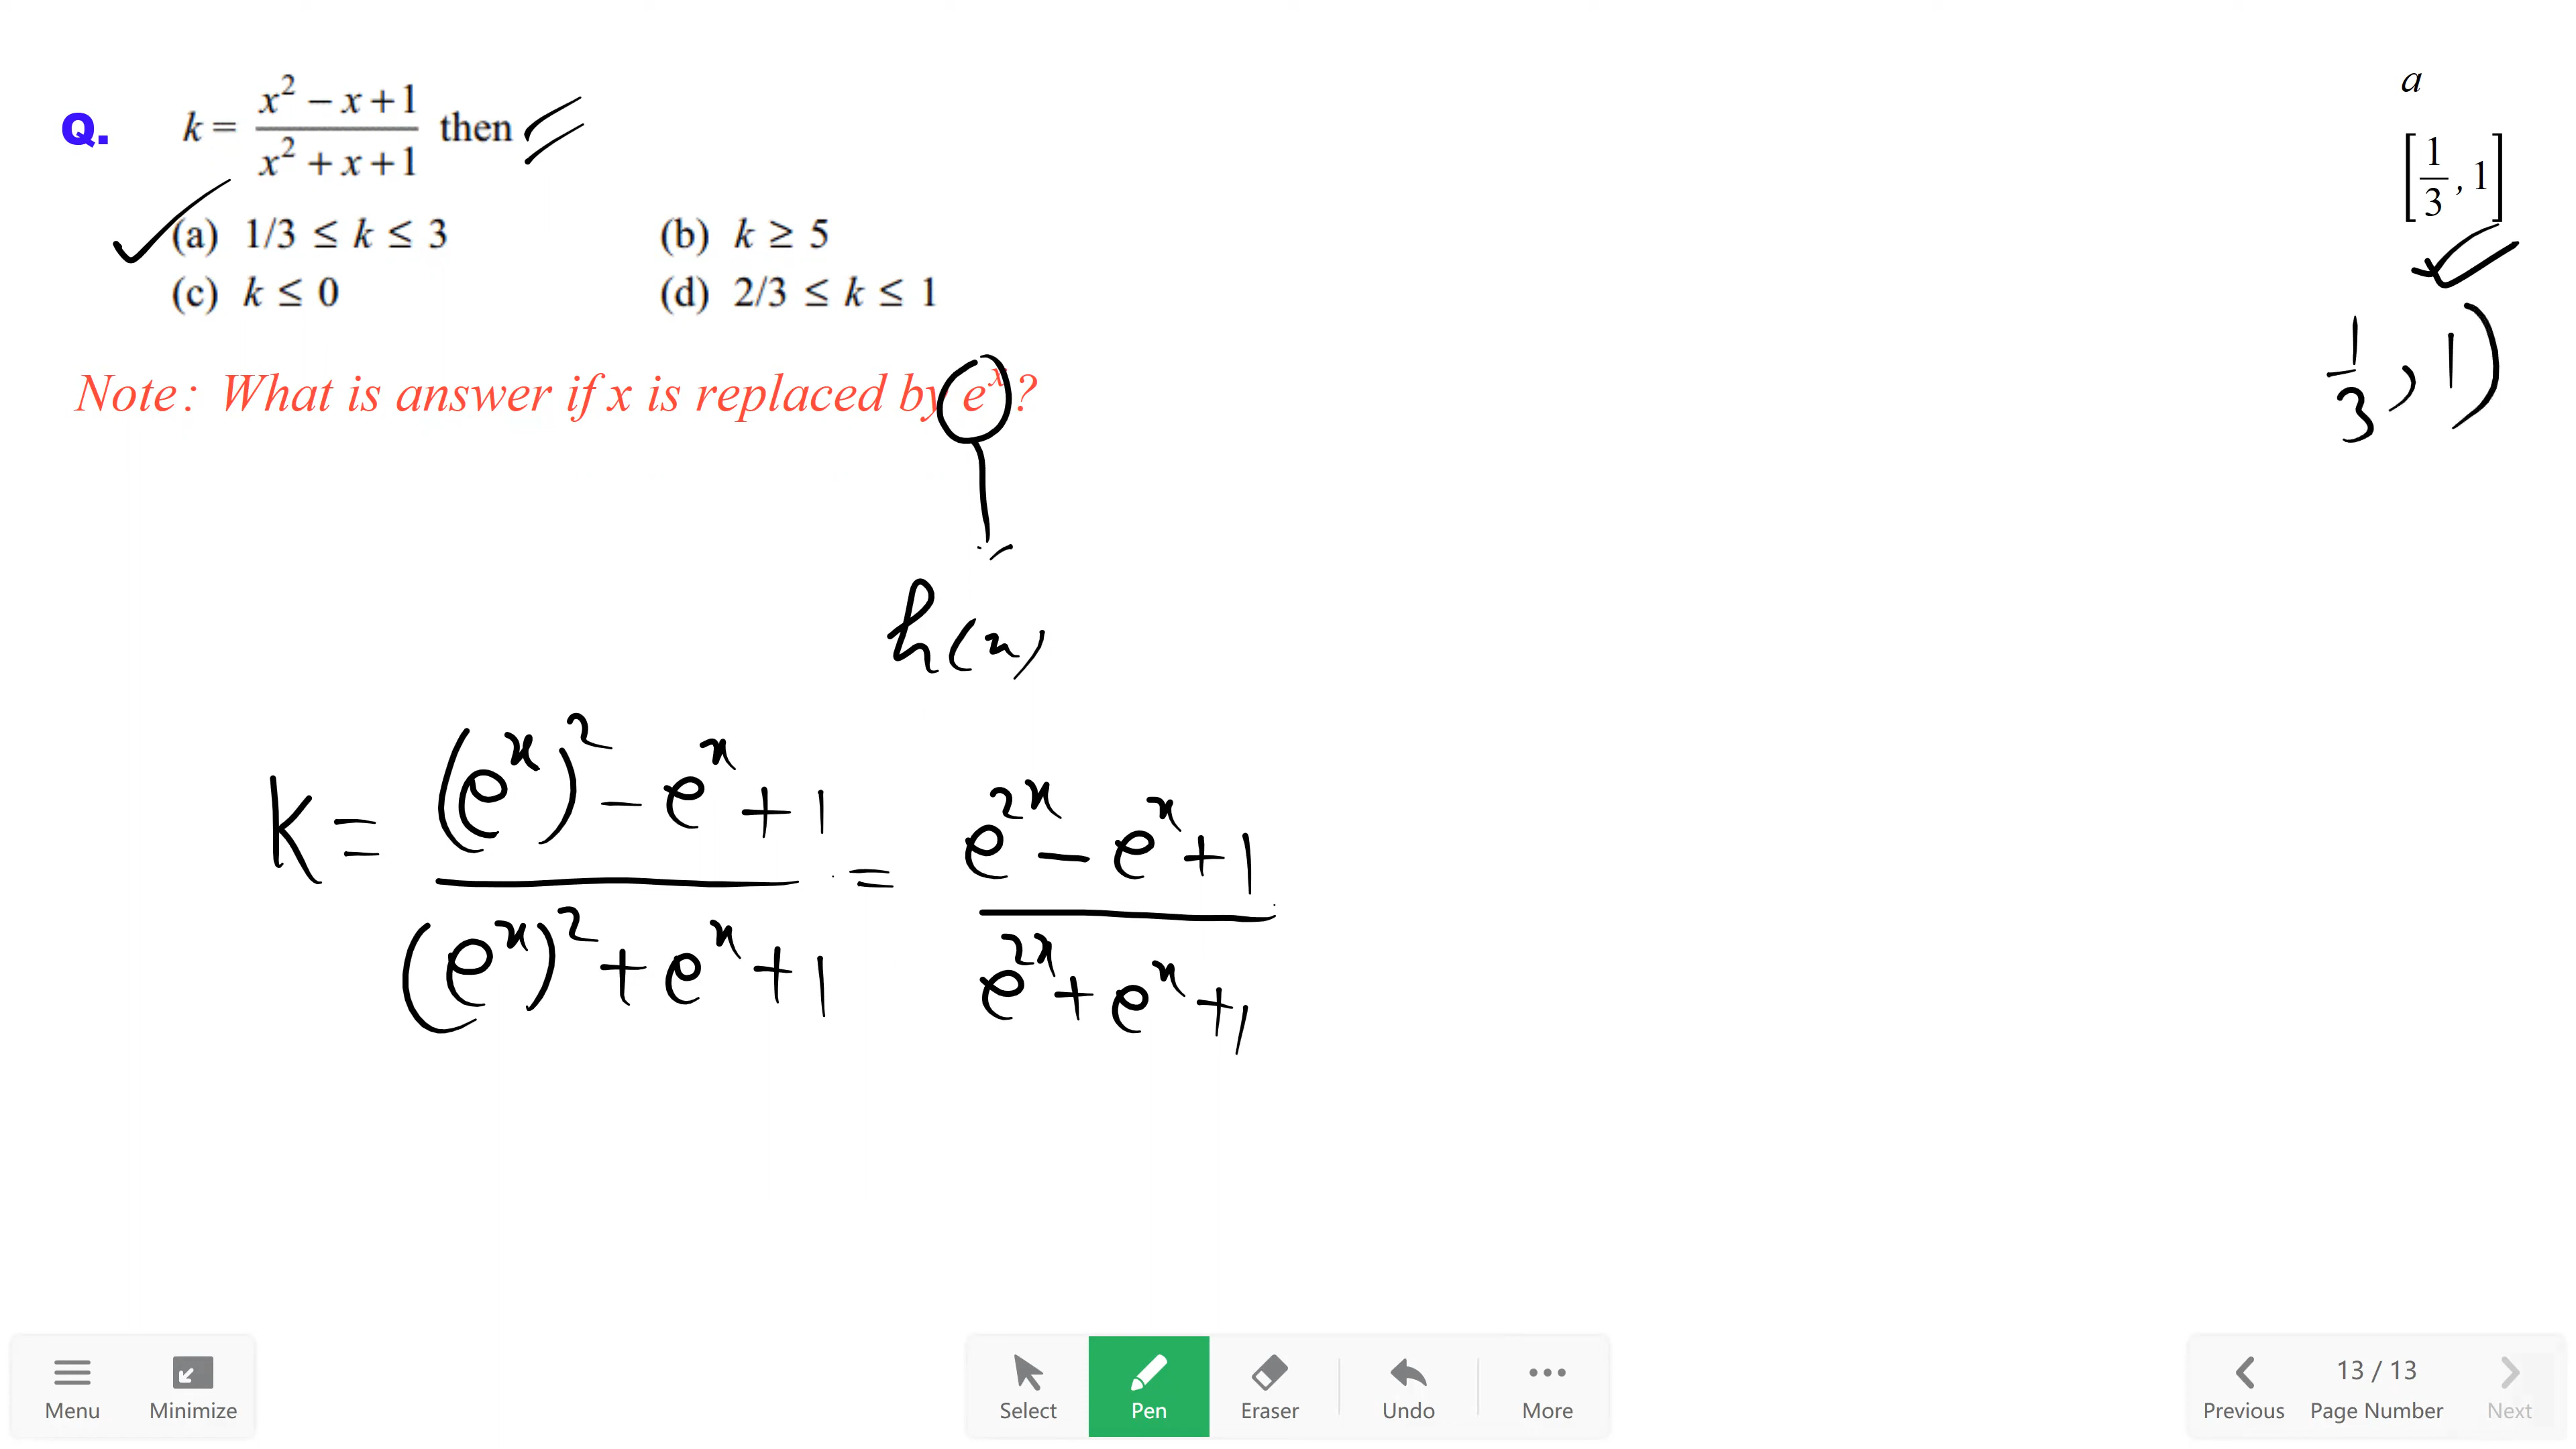 Q. k = (x² − x + 1)/(x² + x + 1) then
(a) 1/3 ≤ k ≤ 3 (b) k ≥ 5
(c) k ≤ 0 (d) 2/3 ≤ k ≤ 1
Note: What is answer if x is replaced by eˣ?
a
[1/3, 1]
1/3, 1)
h(x)
K = ((eˣ)² − eˣ + 1)/((eˣ)² + eˣ + 1) = (e²ˣ − eˣ + 1)/(e²ˣ + eˣ + 1)
Menu Minimize Select Pen Eraser Undo More Previous 13 / 13 Page Number Next